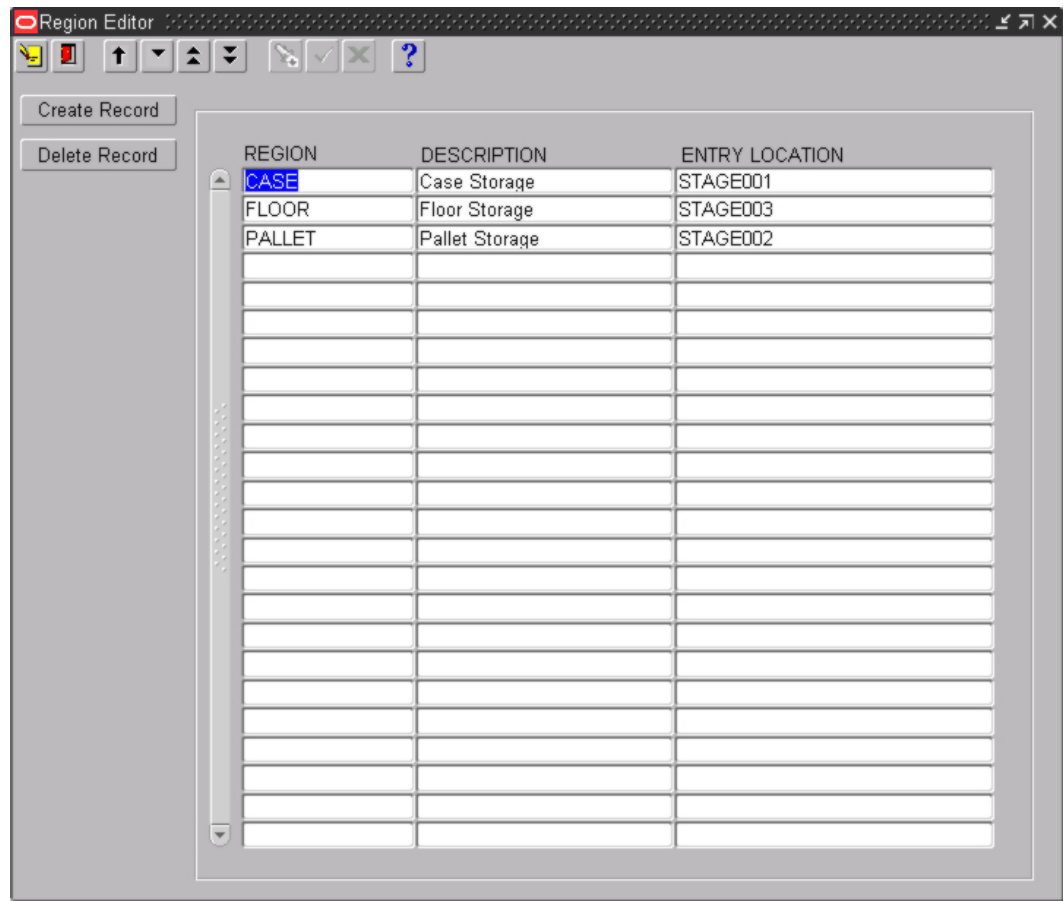 Region Editor
?
Create Record
Delete Record
REGION DESCRIPTION ENTRY LOCATION
CASE Case Storage STAGE001
FLOOR Floor Storage STAGE003
PALLET Pallet Storage STAGE002